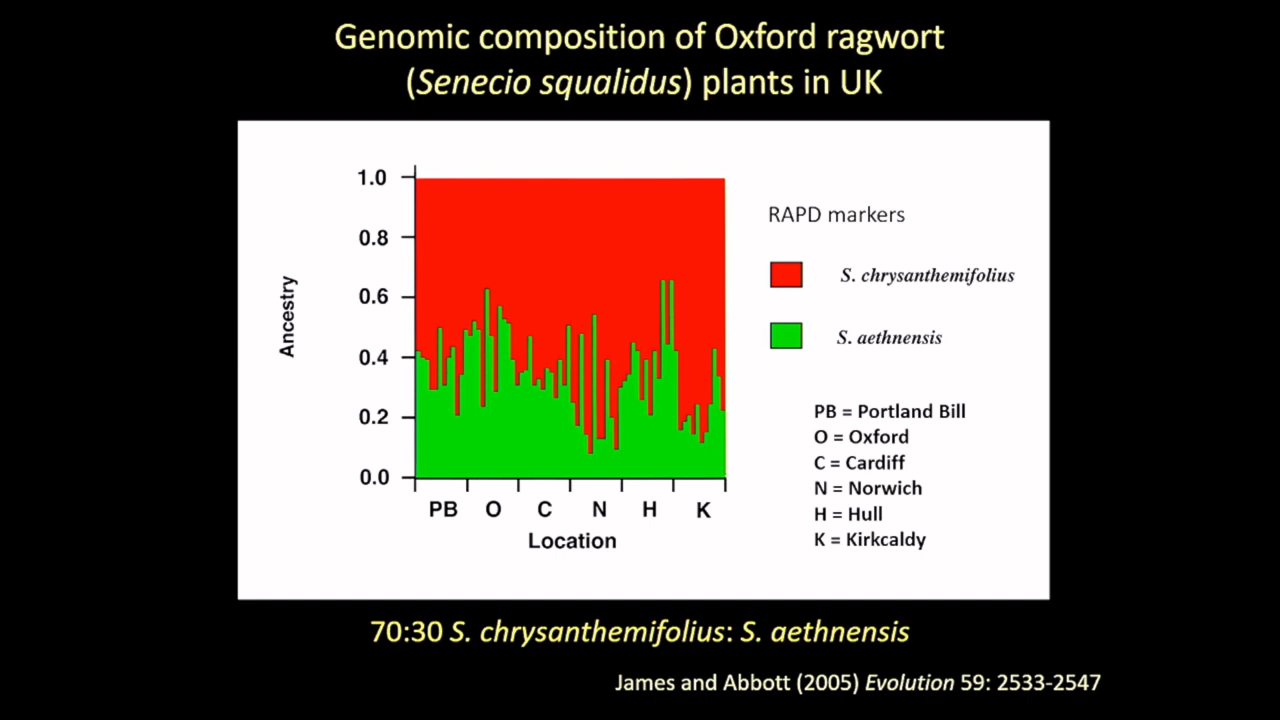 Genomic composition of Oxford ragwort
(Senecio squalidus) plants in UK
1.0
0.8
0.6
0.4
0.2
0.0
Ancestry
PB O C N H K
Location
RAPD markers
S. chrysanthemifolius
S. aethnensis
PB = Portland Bill
O = Oxford
C = Cardiff
N = Norwich
H = Hull
K = Kirkcaldy
70:30 S. chrysanthemifolius: S. aethnensis
James and Abbott (2005) Evolution 59: 2533-2547